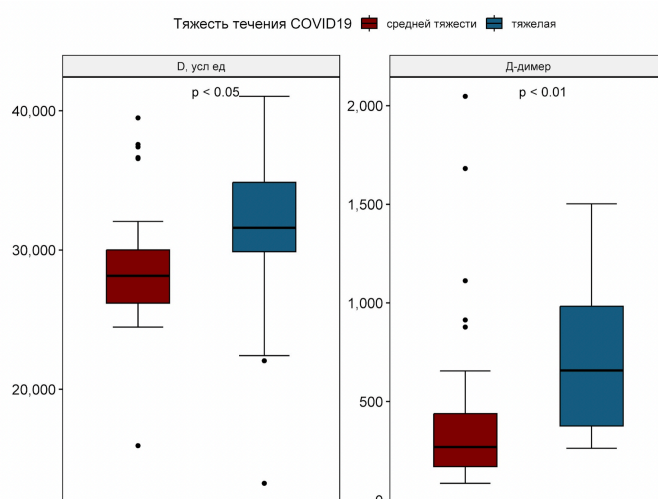 Тяжесть течения COVID19 средней тяжести тяжелая
D, усл ед
Д-димер
p < 0.05
p < 0.01
40,000
30,000
20,000
2,000
1,500
1,000
500
0